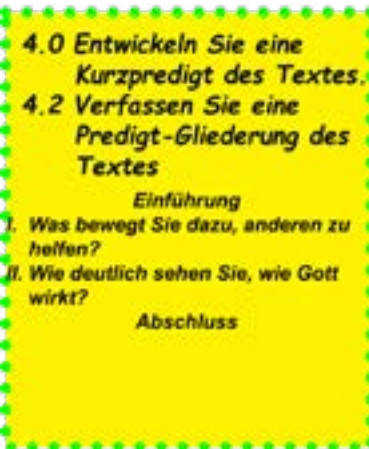 4.0 Entwickeln Sie eine
Kurzpredigt des Textes.
4.2 Verfassen Sie eine
Predigt-Gliederung des
Textes
Einführung
I. Was bewegt Sie dazu, anderen zu
helfen?
II. Wie deutlich sehen Sie, wie Gott
wirkt?
Abschluss